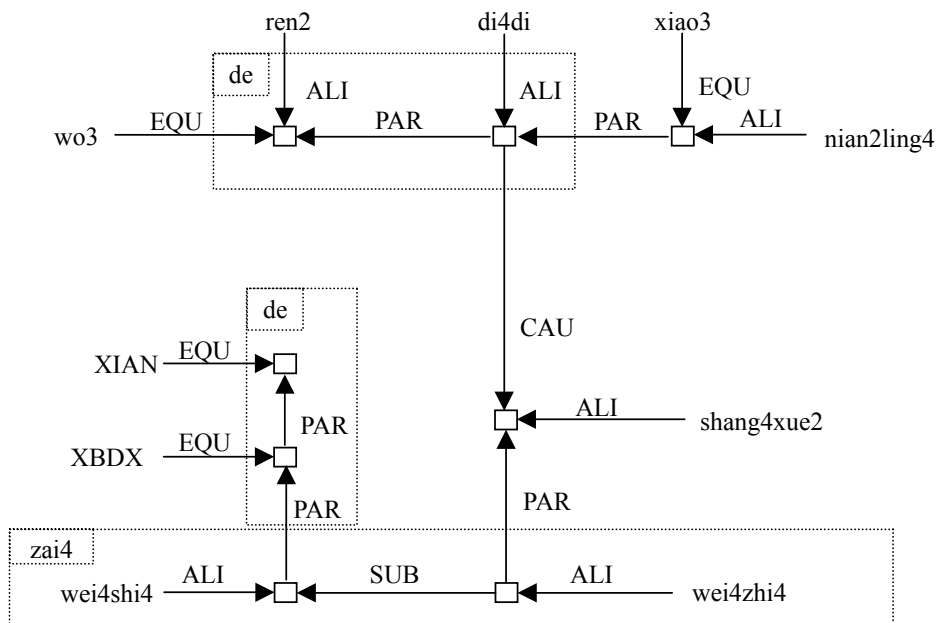 ren2 di4di xiao3
de
ALI ALI EQU
wo3 EQU PAR PAR ALI
nian2ling4
de
CAU
XIAN EQU
ALI
shang4xue2
PAR
XBDX EQU
PAR PAR
zai4
wei4shi4 ALI SUB ALI wei4zhi4